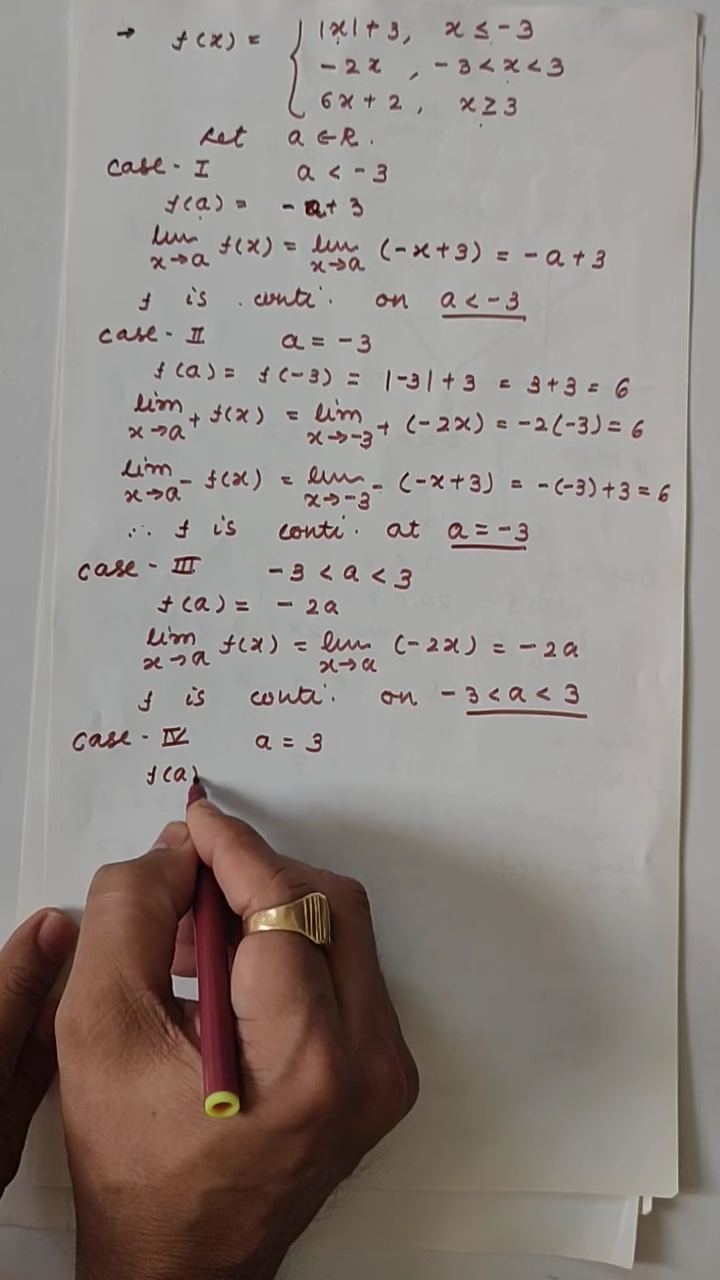 → f(x) = { |x| + 3, x ≤ -3
- 2x , - 3 < x < 3
6x + 2 , x ≥ 3
Let a ∈ R.
Case - I a < - 3
f(a) = - a + 3
lim x→a f(x) = lim x→a (-x+3) = -a + 3
f is conti. on a < -3
Case - II a = -3
f(a) = f(-3) = |-3| + 3 = 3+3 = 6
lim x→a+ f(x) = lim x→-3+ (-2x) = -2(-3) = 6
lim x→a- f(x) = lim x→-3- (-x+3) = -(-3)+3 = 6
∴ f is conti. at a = -3
Case - III -3 < a < 3
f(a) = - 2a
lim x→a f(x) = lim x→a (-2x) = -2a
f is conti. on -3 < a < 3
Case - IV a = 3
f(a)